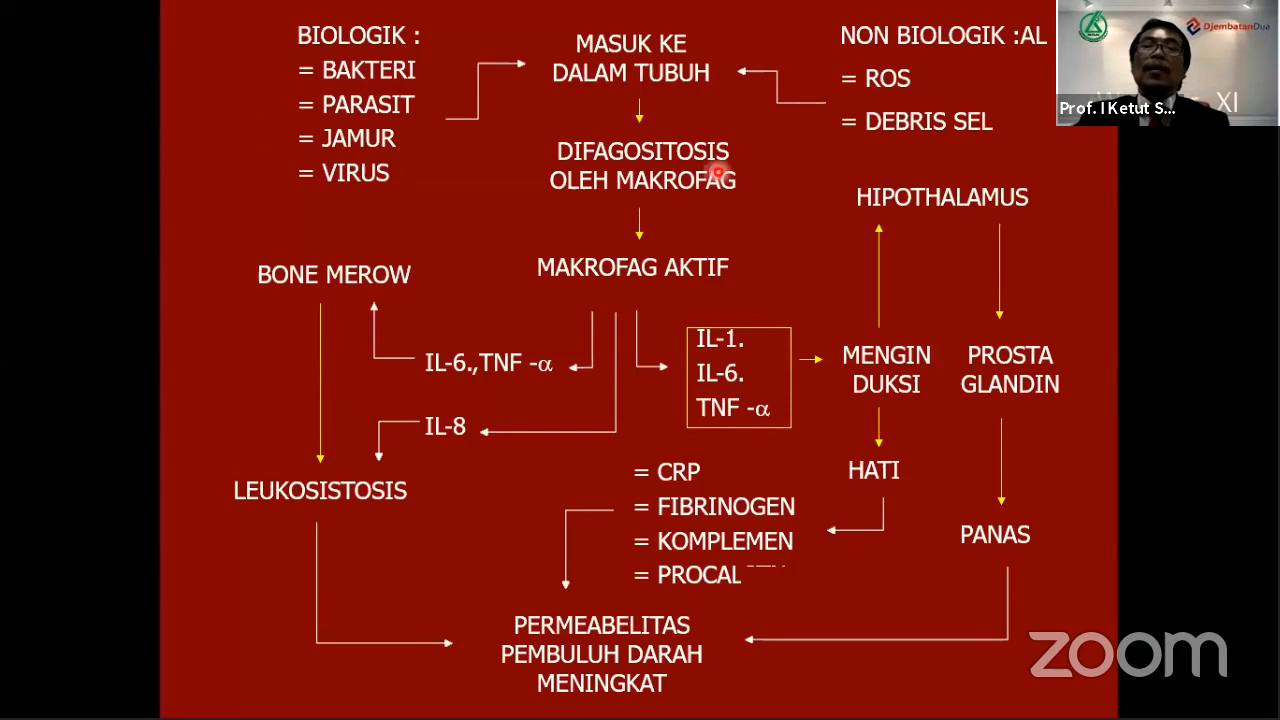 BIOLOGIK :
= BAKTERI
= PARASIT
= JAMUR
= VIRUS
MASUK KE
DALAM TUBUH
NON BIOLOGIK :AL
= ROS
= DEBRIS SEL
DjembatanDua
XI
Prof. I Ketut S...
DIFAGOSITOSIS
OLEH MAKROFAG
HIPOTHALAMUS
BONE MEROW
MAKROFAG AKTIF
IL-6.,TNF -α
IL-8
IL-1.
IL-6.
TNF -α
MENGIN
DUKSI
PROSTA
GLANDIN
LEUKOSISTOSIS
= CRP
= FIBRINOGEN
= KOMPLEMEN
= PROCAL
HATI
PANAS
PERMEABELITAS
PEMBULUH DARAH
MENINGKAT
zoom